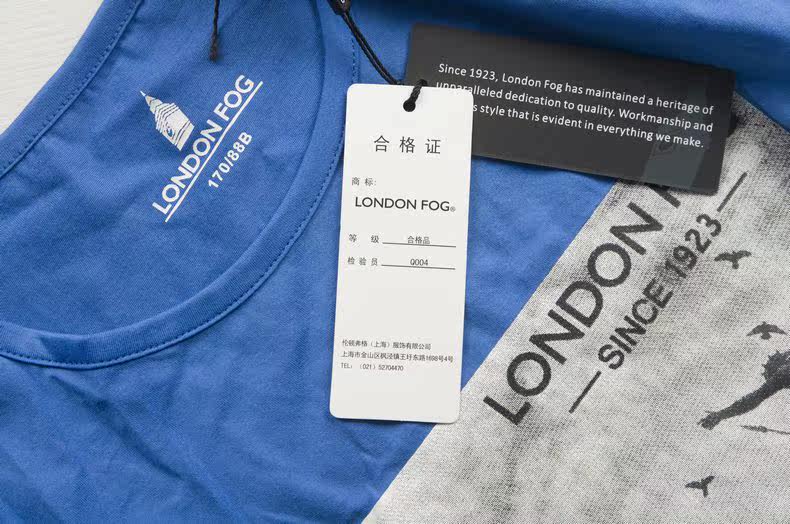 LONDON FOG
170/88B
Since 1923, London Fog has maintained a heritage of
unparalleled dedication to quality. Workmanship and
style that is evident in everything we make.
合格证
商标:
LONDON FOG®
等 级 合格品
检验员 Q004
伦顿弗格（上海）服饰有限公司
上海市金山区枫泾镇王圩东路1698号4号
TEL: （021）52704470
LONDON
SINCE 1923